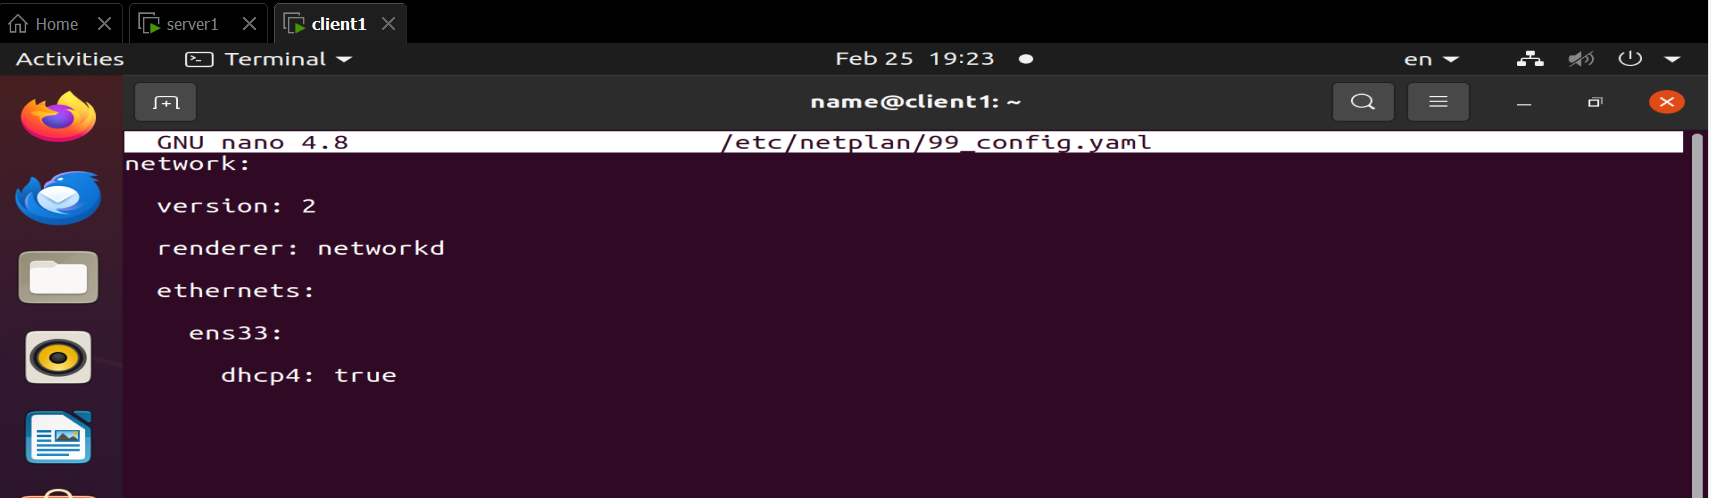 Home server1 client1
Activities Terminal Feb 25 19:23 en
name@client1: ~
GNU nano 4.8 /etc/netplan/99_config.yaml
network:
version: 2
renderer: networkd
ethernets:
ens33:
dhcp4: true